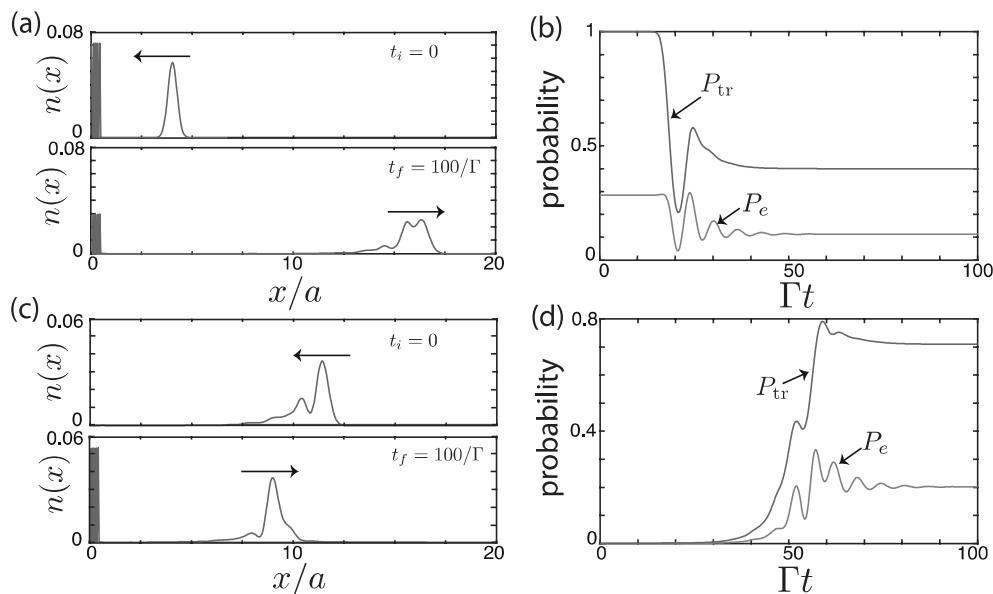 (a)
0.08
n(x)
0
t_i = 0
0.08
n(x)
0
t_f = 100/Γ
0 10 20
x/a
(b)
1
probability
0.5
0
P_tr
P_e
0 50 100
Γt
(c)
0.06
n(x)
0
t_i = 0
0.06
n(x)
0
t_f = 100/Γ
0 10 20
x/a
(d)
0.8
probability
0.4
0
P_tr
P_e
0 50 100
Γt